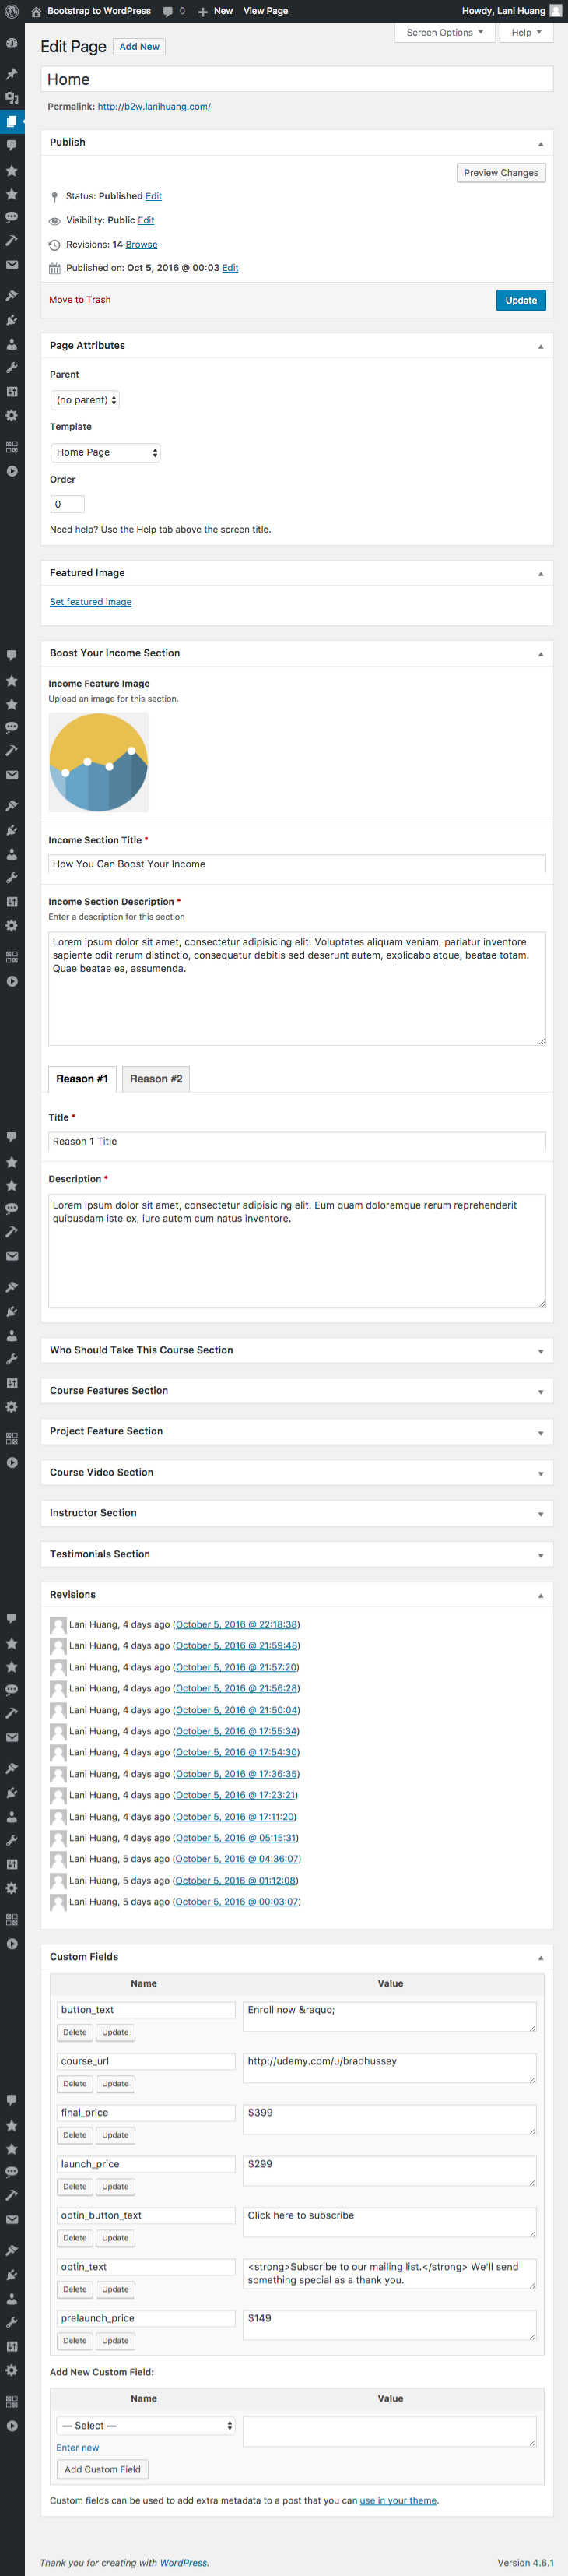 Bootstrap to WordPress 0 New View Page Howdy, Lani Huang
Screen Options Help
Edit Page Add New
Home
Permalink: http://b2w.lanihuang.com/
Publish
Preview Changes
Status: Published Edit
Visibility: Public Edit
Revisions: 14 Browse
Published on: Oct 5, 2016 @ 00:03 Edit
Move to Trash Update
Page Attributes
Parent
(no parent)
Template
Home Page
Order
0
Need help? Use the Help tab above the screen title.
Featured Image
Set featured image
Boost Your Income Section
Income Feature Image
Upload an image for this section.
Income Section Title *
How You Can Boost Your Income
Income Section Description *
Enter a description for this section
Lorem ipsum dolor sit amet, consectetur adipisicing elit. Voluptates aliquam veniam, pariatur inventore
sapiente odit rerum distinctio, consequatur debitis sed deserunt autem, explicabo atque, beatae totam.
Quae beatae ea, assumenda.
Reason #1 Reason #2
Title *
Reason 1 Title
Description *
Lorem ipsum dolor sit amet, consectetur adipisicing elit. Eum quam doloremque rerum reprehenderit
quibusdam iste ex, iure autem cum natus inventore.
Who Should Take This Course Section
Course Features Section
Project Feature Section
Course Video Section
Instructor Section
Testimonials Section
Revisions
Lani Huang, 4 days ago (October 5, 2016 @ 22:18:38)
Lani Huang, 4 days ago (October 5, 2016 @ 21:59:48)
Lani Huang, 4 days ago (October 5, 2016 @ 21:57:20)
Lani Huang, 4 days ago (October 5, 2016 @ 21:56:28)
Lani Huang, 4 days ago (October 5, 2016 @ 21:50:04)
Lani Huang, 4 days ago (October 5, 2016 @ 17:55:34)
Lani Huang, 4 days ago (October 5, 2016 @ 17:54:30)
Lani Huang, 4 days ago (October 5, 2016 @ 17:36:35)
Lani Huang, 4 days ago (October 5, 2016 @ 17:23:21)
Lani Huang, 4 days ago (October 5, 2016 @ 17:11:20)
Lani Huang, 4 days ago (October 5, 2016 @ 05:15:31)
Lani Huang, 5 days ago (October 5, 2016 @ 04:36:07)
Lani Huang, 5 days ago (October 5, 2016 @ 01:12:08)
Lani Huang, 5 days ago (October 5, 2016 @ 00:03:07)
Custom Fields
Name Value
button_text Enroll now &raquo;
Delete Update
course_url http://udemy.com/u/bradhussey
Delete Update
final_price $399
Delete Update
launch_price $299
Delete Update
optin_button_text Click here to subscribe
Delete Update
optin_text <strong>Subscribe to our mailing list.</strong> We'll send
something special as a thank you.
Delete Update
prelaunch_price $149
Delete Update
Add New Custom Field:
Name Value
— Select —
Enter new
Add Custom Field
Custom fields can be used to add extra metadata to a post that you can use in your theme.
Thank you for creating with WordPress. Version 4.6.1